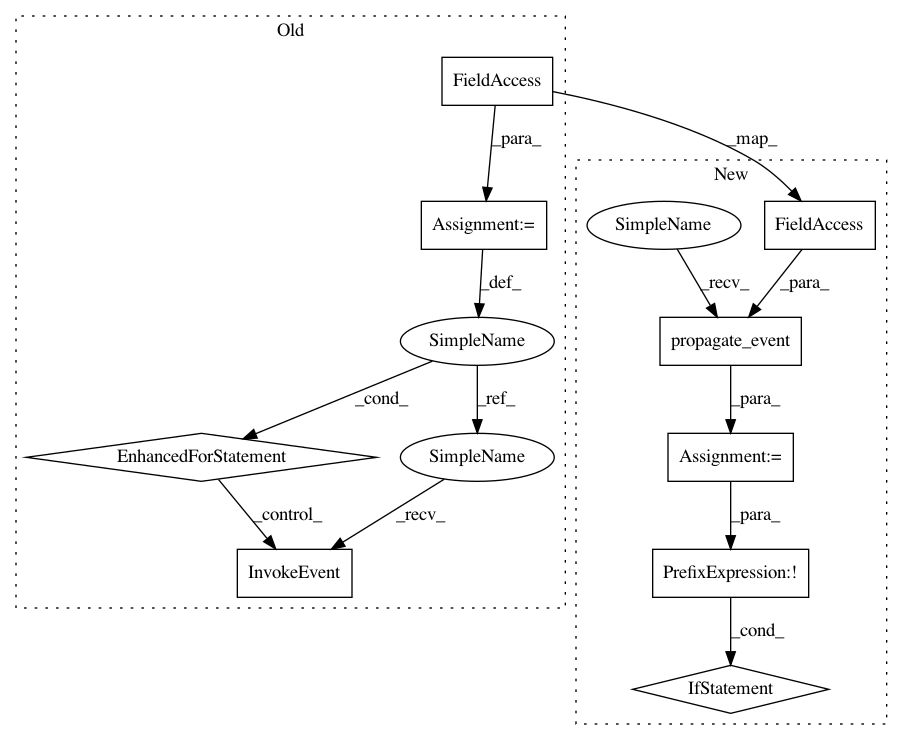 Old
FieldAccess
_para_
_map_
New
Assignment:=
SimpleName
FieldAccess
_def_
_recv_
_para_
SimpleName
propagate_event
_cond_
_ref_
_para_
EnhancedForStatement
SimpleName
Assignment:=
_control_
_recv_
_para_
InvokeEvent
PrefixExpression:!
_cond_
IfStatement